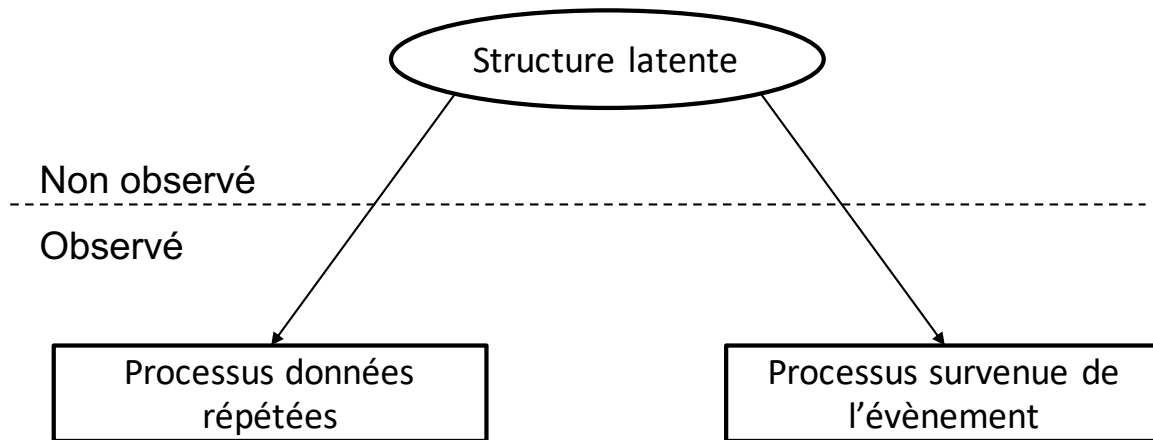 Structure latente
Non observé
Observé
Processus données
répétées
Processus survenue de
l'évènement